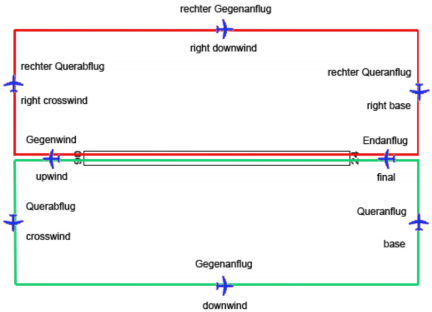 rechter Gegenanflug
right downwind
rechter Querabflug
rechter Queranflug
right crosswind
right base
Gegenwind
Endanflug
06
24
upwind
final
Querabflug
Queranflug
crosswind
base
Gegenanflug
downwind